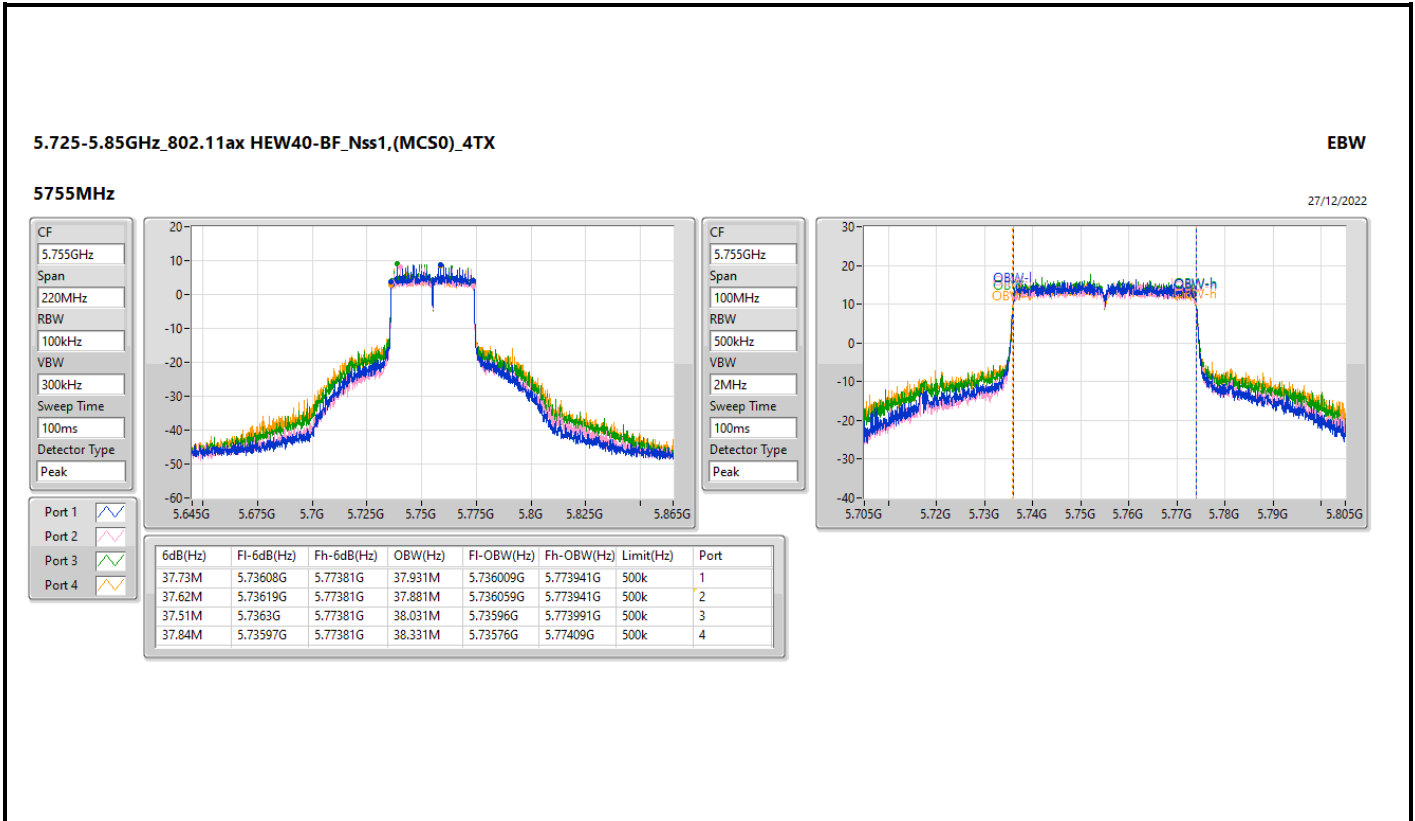 5.725-5.85GHz_802.11ax HEW40-BF_Nss1,(MCS0)_4TX EBW
5755MHz 27/12/2022
CF
5.755GHz
Span
220MHz
RBW
100kHz
VBW
300kHz
Sweep Time
100ms
Detector Type
Peak
20
10
0
-10
-20
-30
-40
-50
-60
5.645G 5.675G 5.7G 5.725G 5.75G 5.775G 5.8G 5.825G 5.865G
CF
5.755GHz
Span
100MHz
RBW
500kHz
VBW
2MHz
Sweep Time
100ms
Detector Type
Peak
30
20
10
0
-10
-20
-30
-40
OBW-l OBW-h
5.705G 5.72G 5.73G 5.74G 5.75G 5.76G 5.77G 5.78G 5.79G 5.805G
Port 1
Port 2
Port 3
Port 4
6dB(Hz) Fl-6dB(Hz) Fh-6dB(Hz) OBW(Hz) Fl-OBW(Hz) Fh-OBW(Hz) Limit(Hz) Port
37.73M 5.73608G 5.77381G 37.931M 5.736009G 5.773941G 500k 1
37.62M 5.73619G 5.77381G 37.881M 5.736059G 5.773941G 500k 2
37.51M 5.7363G 5.77381G 38.031M 5.73596G 5.773991G 500k 3
37.84M 5.73597G 5.77381G 38.331M 5.73576G 5.77409G 500k 4